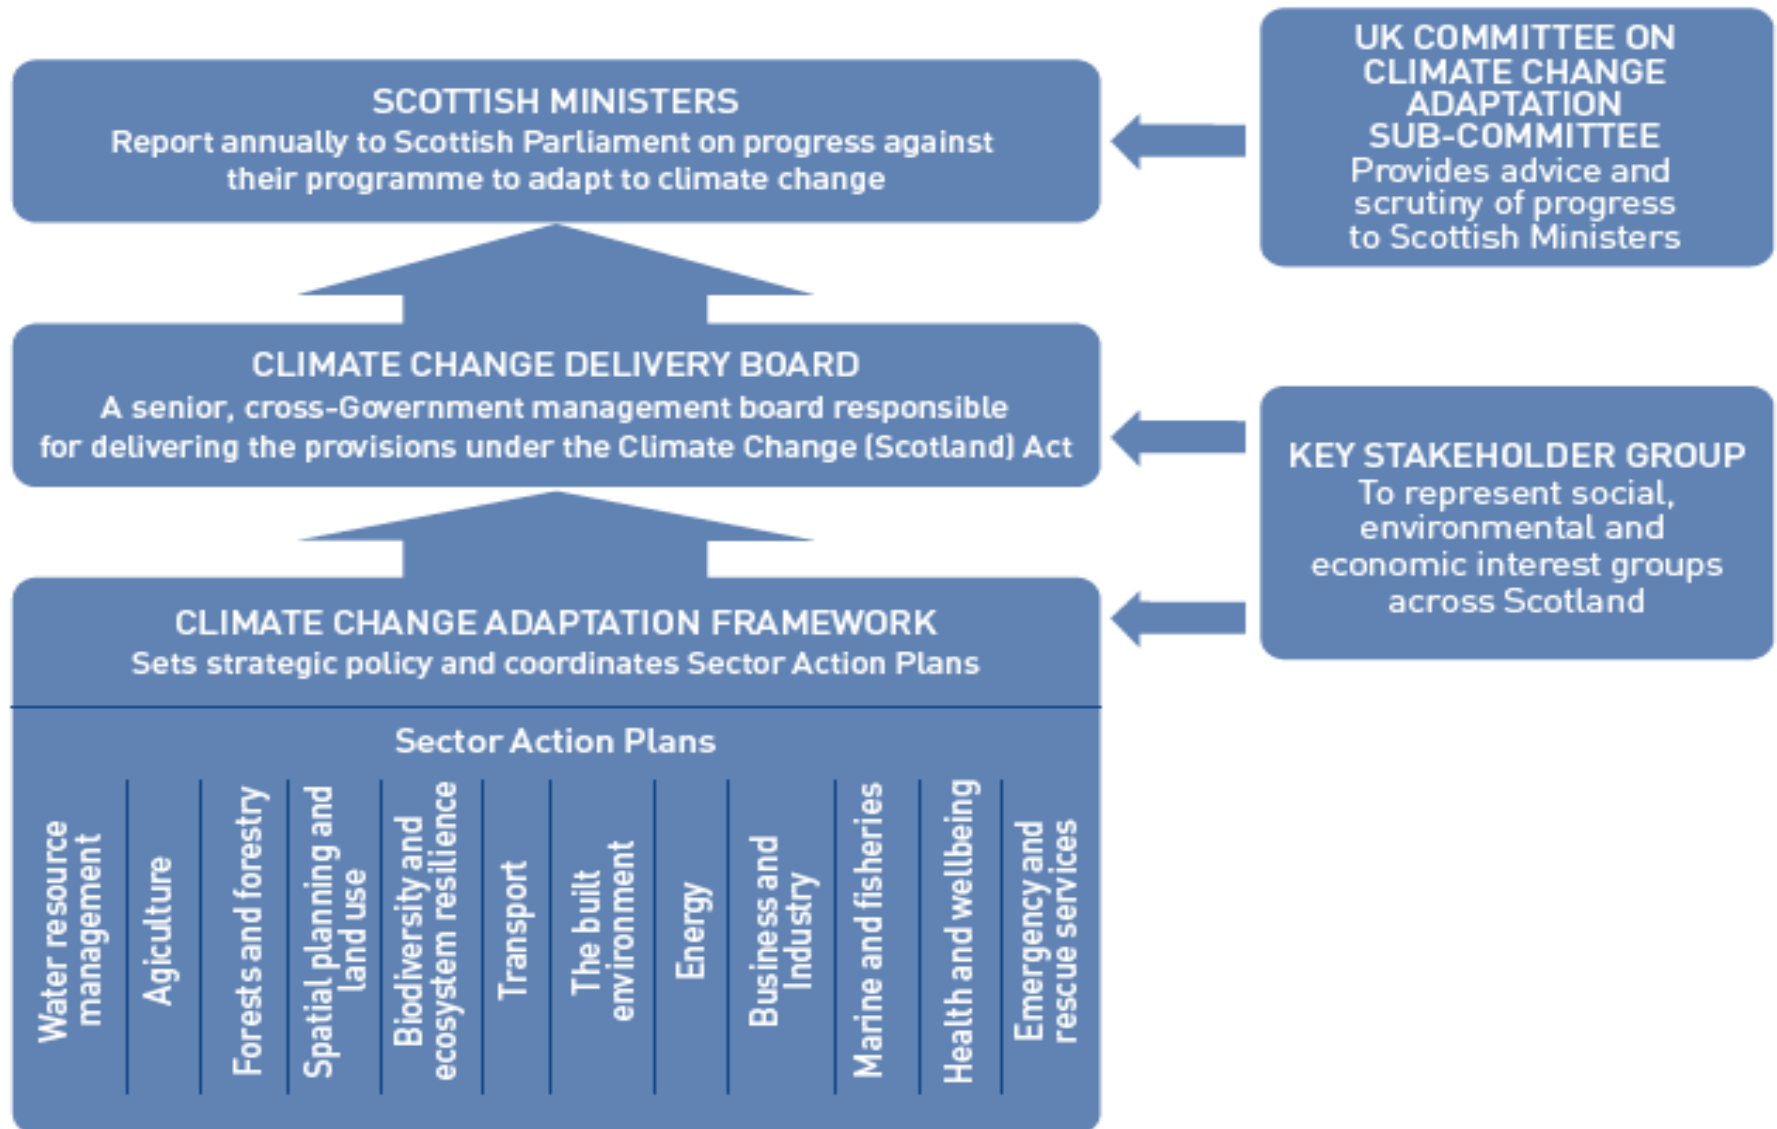 SCOTTISH MINISTERS
Report annually to Scottish Parliament on progress against
their programme to adapt to climate change
UK COMMITTEE ON
CLIMATE CHANGE
ADAPTATION
SUB-COMMITTEE
Provides advice and
scrutiny of progress
to Scottish Ministers
CLIMATE CHANGE DELIVERY BOARD
A senior, cross-Government management board responsible
for delivering the provisions under the Climate Change (Scotland) Act
KEY STAKEHOLDER GROUP
To represent social,
environmental and
economic interest groups
across Scotland
CLIMATE CHANGE ADAPTATION FRAMEWORK
Sets strategic policy and coordinates Sector Action Plans
Sector Action Plans
Water resource
management
Agiculture
Forests and forestry
Spatial planning and
land use
Biodiversity and
ecosystem resilience
Transport
The built
environment
Energy
Business and
Industry
Marine and fisheries
Health and wellbeing
Emergency and
rescue services